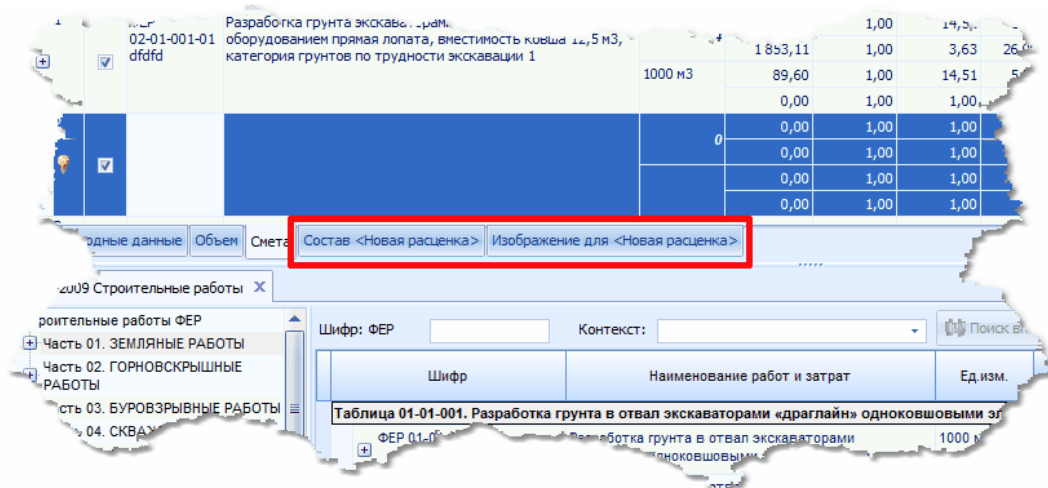 1
Разработка грунта
1,00
02-01-001-01
оборудованием прямая лопата, вместимость ковша 12,5 м3,
1 853,11
1,00
3,63
dfdfd
категория грунтов по трудности экскавации 1
1000 м3
89,60
1,00
14,51
0,00
1,00
1,00
0
0,00
1,00
1,00
0,00
1,00
1,00
0,00
1,00
1,00
0,00
1,00
1,00
данные
Объем
Смета
Состав <Новая расценка>
Изображение для <Новая расценка>
Строительные работы X
работы ФЕР
Шифр: ФЕР
Контекст:
Поиск
Часть 01. ЗЕМЛЯНЫЕ РАБОТЫ
Часть 02. ГОРНОВСКРЫШНЫЕ
РАБОТЫ
03. БУРОВЗРЫВНЫЕ РАБОТЫ
04.
Шифр
Наименование работ и затрат
Ед.изм.
Таблица 01-01-001. Разработка грунта в отвал экскаваторами «драглайн» одноковшовыми
ФЕР
грунта в отвал экскаваторами
1000